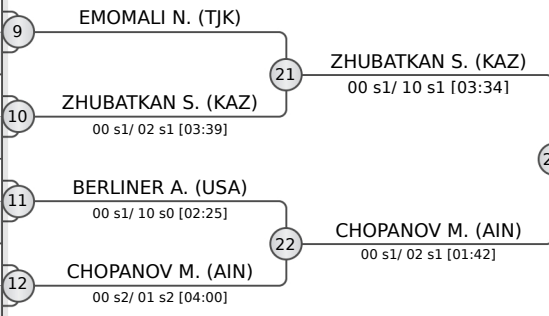 EMOMALI N. (TJK)
9
21
ZHUBATKAN S. (KAZ)
00 s1/ 10 s1 [03:34]
ZHUBATKAN S. (KAZ)
10
00 s1/ 02 s1 [03:39]
BERLINER A. (USA)
11
00 s1/ 10 s0 [02:25]
22
CHOPANOV M. (AIN)
00 s1/ 02 s1 [01:42]
CHOPANOV M. (AIN)
12
00 s2/ 01 s2 [04:00]